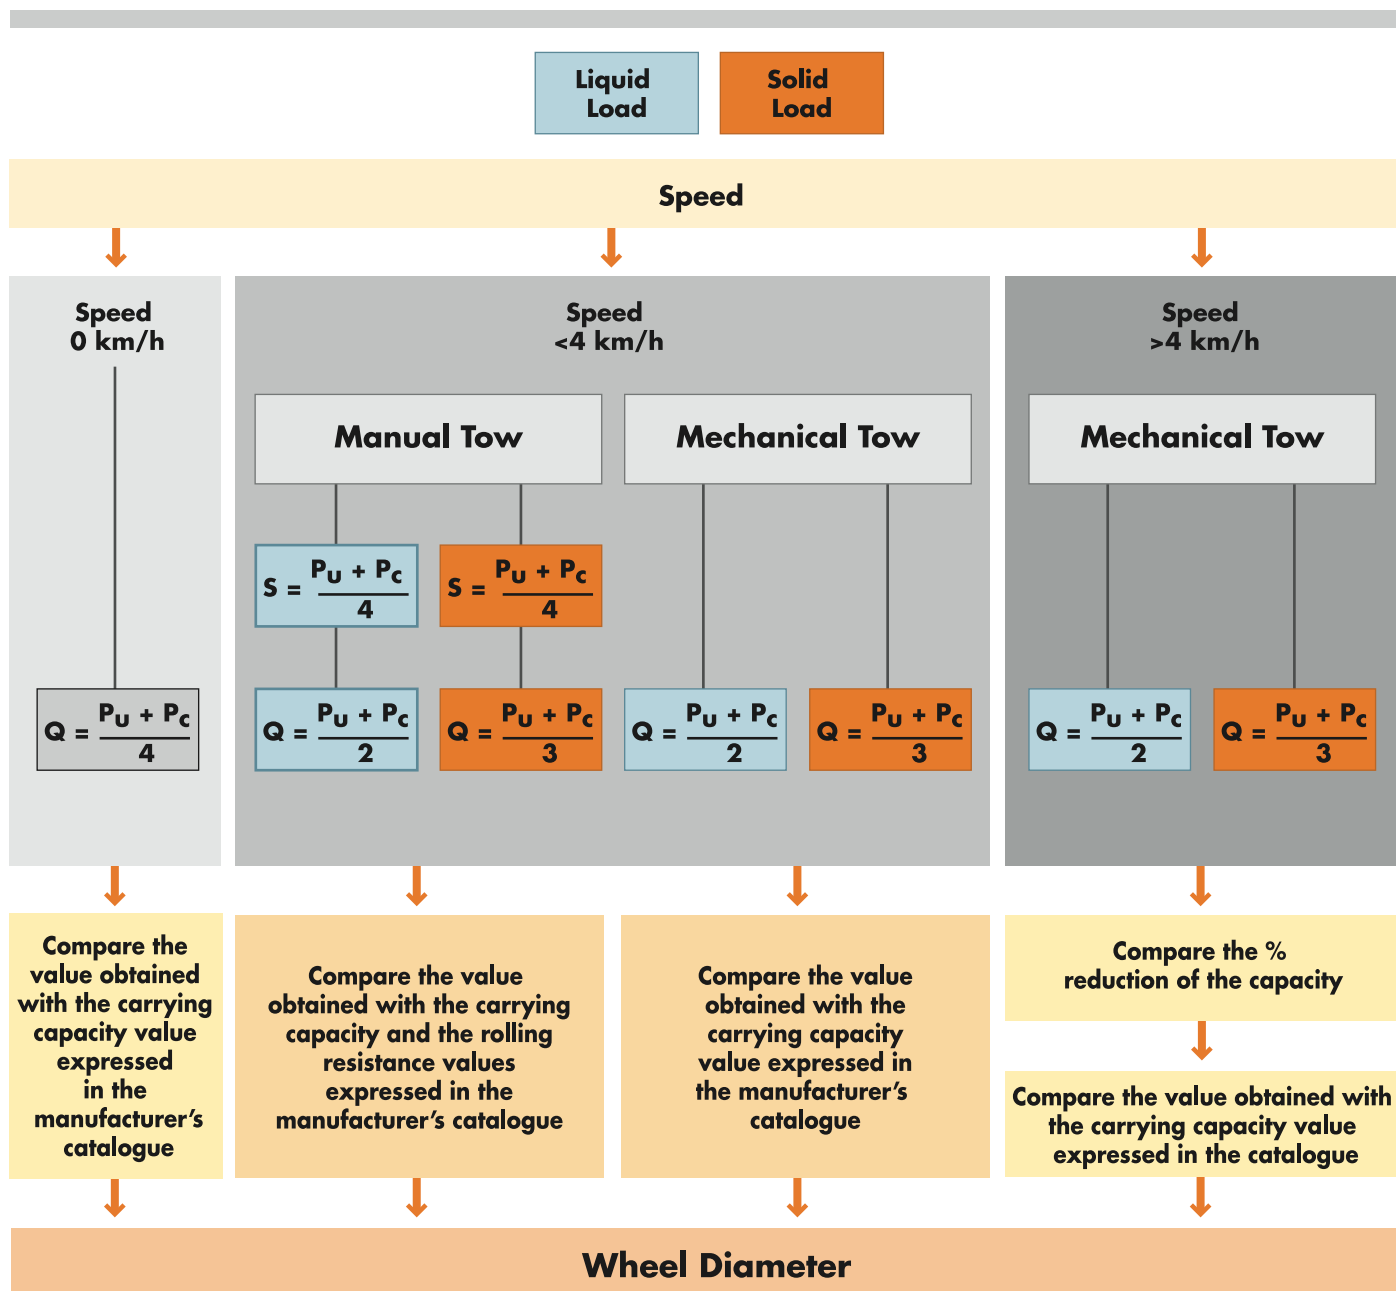 Liquid
Load
Solid
Load
Speed
Speed
0 km/h
Speed
<4 km/h
Speed
>4 km/h
Manual Tow
Mechanical Tow
Mechanical Tow
S = PU + PC
4
S = PU + PC
4
Q = PU + PC
4
Q = PU + PC
2
Q = PU + PC
3
Q = PU + PC
2
Q = PU + PC
3
Q = PU + PC
2
Q = PU + PC
3
Compare the
value obtained
with the carrying
capacity value
expressed
in the
manufacturer's
catalogue
Compare the value
obtained with the carrying
capacity and the rolling
resistance values
expressed in the
manufacturer's catalogue
Compare the value
obtained with the
carrying capacity
value expressed in
the manufacturer's
catalogue
Compare the %
reduction of the capacity
Compare the value obtained with
the carrying capacity value
expressed in the catalogue
Wheel Diameter